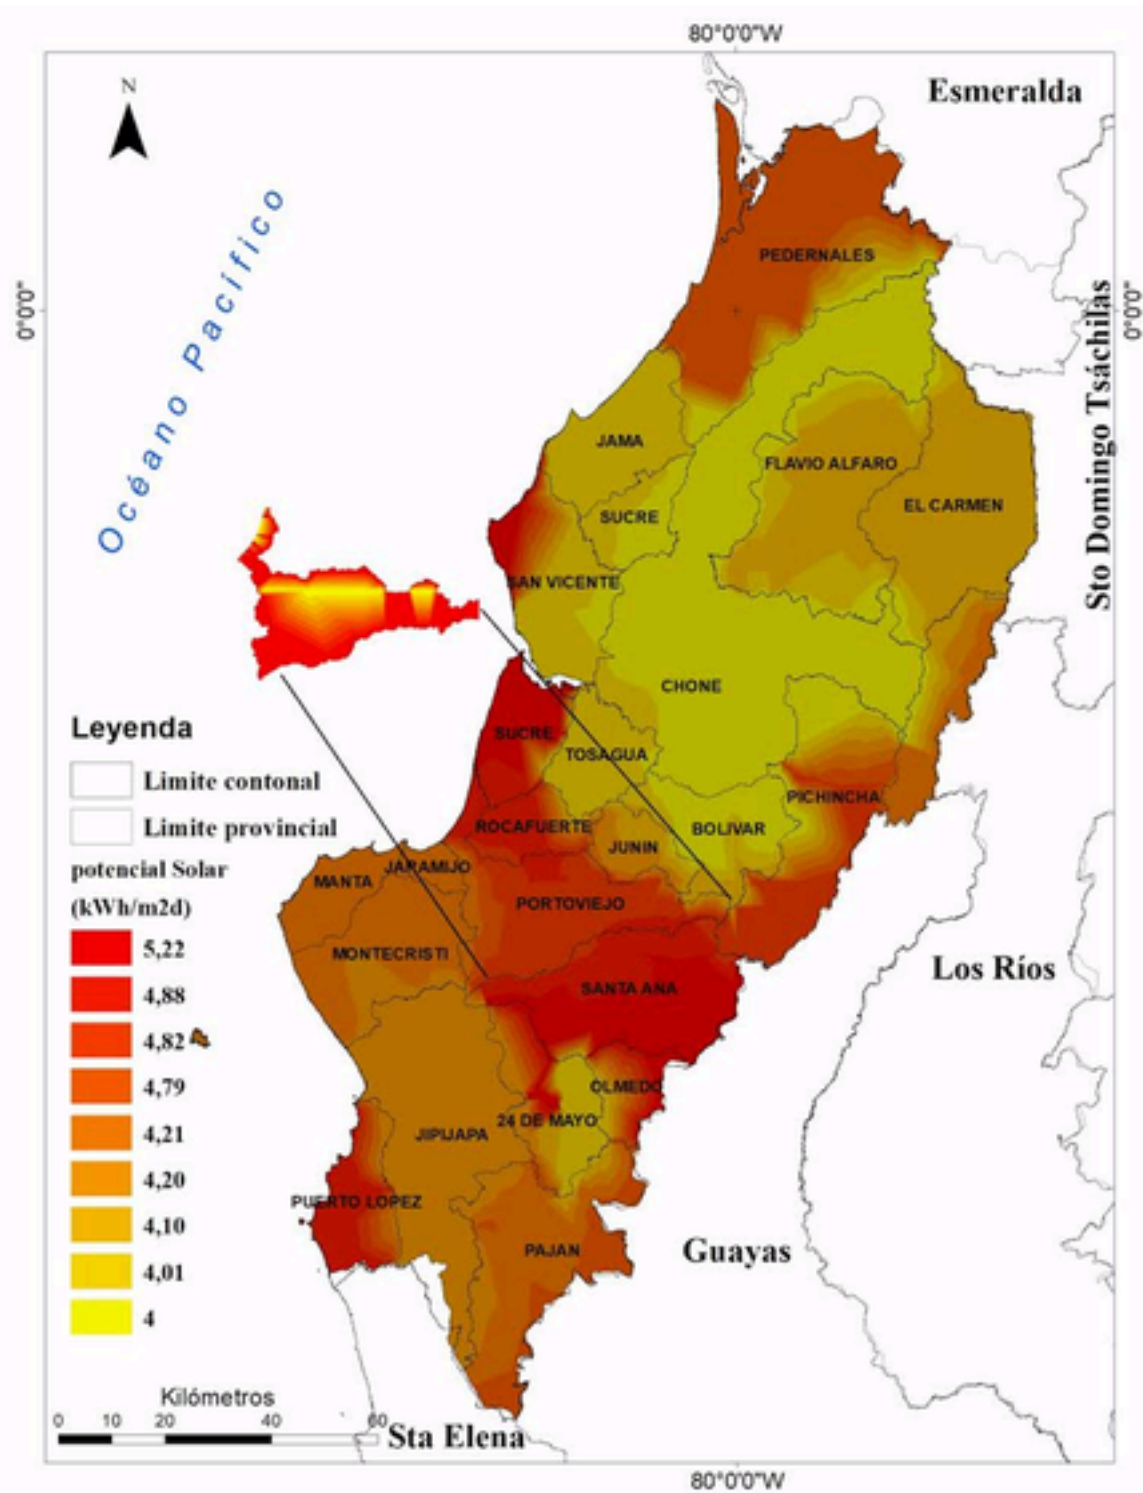 80°0'0"W
Esmeralda
N
Océano Pacifico
PEDERNALES
0°0'0"
0°0'0"
Sto Domingo Tsáchilas
JAMA
FLAVIO ALFARO
EL CARMEN
SUCRE
SAN VICENTE
CHONE
Leyenda
SUCRE
TOSAGUA
Limite contonal
PICHINCHA
Limite provincial
ROCAFUERTE
BOLIVAR
JUNIN
potencial Solar
(kWh/m2d)
JARAMIJO
MANTA
PORTOVIEJO
5,22
MONTECRISTI
Los Ríos
4,88
SANTA ANA
4,82
4,79
OLMEDO
24 DE MAYO
4,21
JIPIJAPA
4,20
PUERTO LOPEZ
4,10
Guayas
PAJAN
4,01
4
Kilómetros
0 10 20 40 60
Sta Elena
80°0'0"W